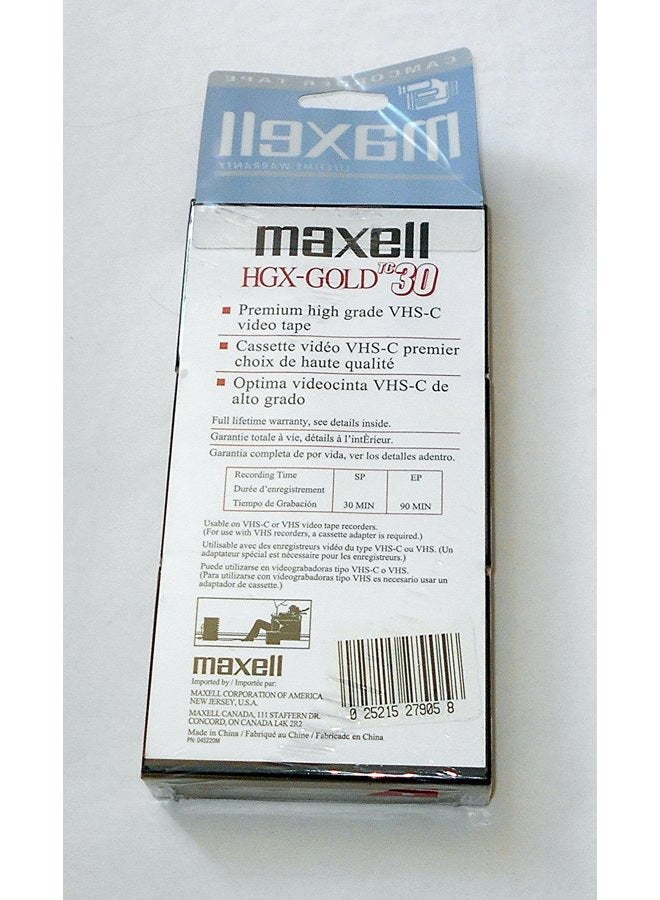 CAMCORDER TAPE
maxell
LIFETIME WARRANTY
maxell
HGX-GOLD TC30
Premium high grade VHS-C
video tape
Cassette vidéo VHS-C premier
choix de haute qualité
Optima videocinta VHS-C de
alto grado
Full lifetime warranty, see details inside.
Garantie totale à vie, détails à l'intÈrieur.
Garantia completa de por vida, ver los detalles adentro.
Recording Time SP EP
Durée d'enregistrement
Tiempo de Grabación 30 MIN 90 MIN
Usable on VHS-C or VHS video tape recorders.
(For use with VHS recorders, a cassette adapter is required.)
Utilisable avec des enregistreurs vidéo du type VHS-C ou VHS. (Un
adaptateur spécial est nécessaire pour les enregistreurs.)
Puede utilizarse en videograbadoras tipo VHS-C o VHS.
(Para utilizarse con videograbadoras tipo VHS es necesario usar un
adaptador de cassette.)
maxell
Imported by / Importée par:
MAXELL CORPORATION OF AMERICA
NEW JERSEY, U.S.A.
MAXELL CANADA, 111 STAFFERN DR.
CONCORD, ON CANADA L4K 2R2
Made in China / Fabriqué au Chine / Fabricade en China
PN: 045220M
0 25215 27905 8